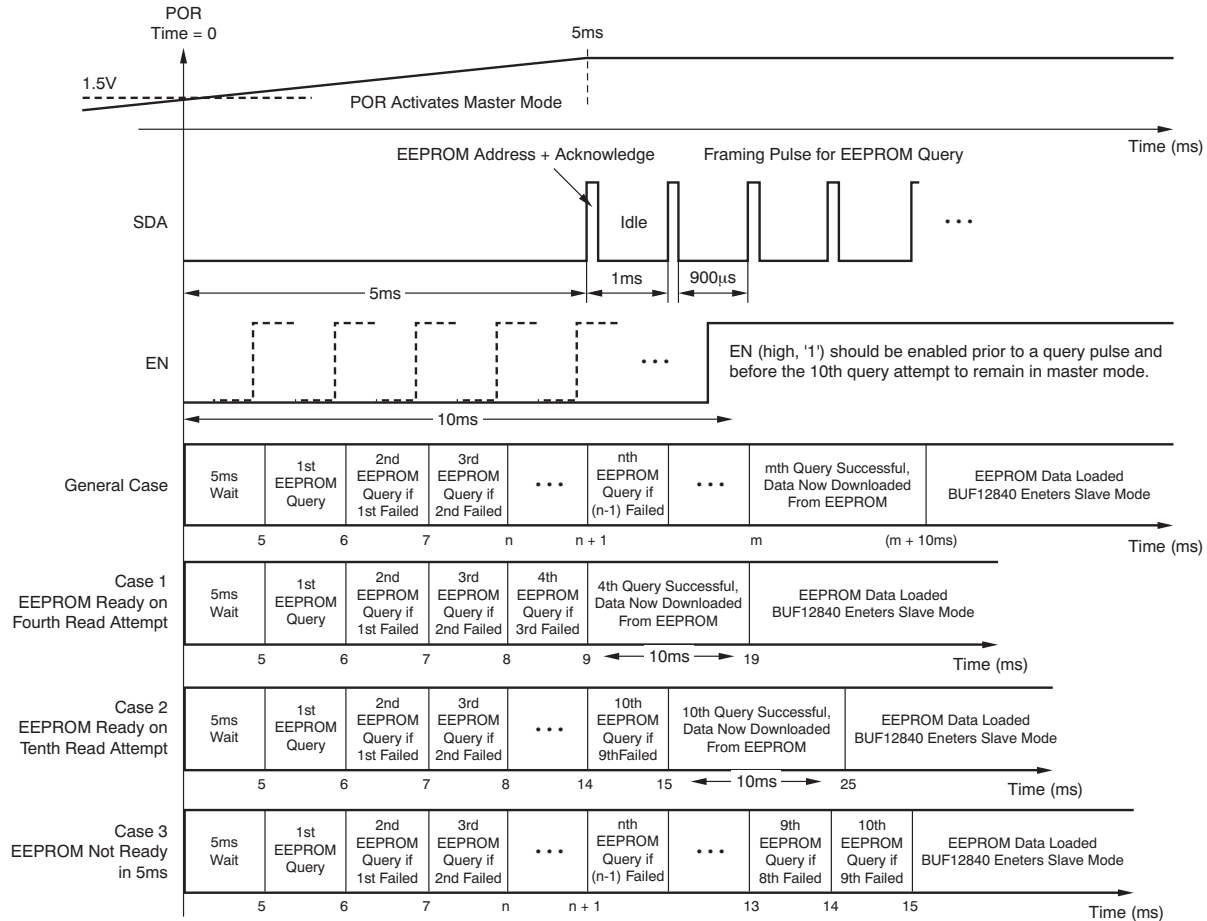 POR
Time = 0
5ms
1.5V
POR Activates Master Mode
Time (ms)
EEPROM Address + Acknowledge
Framing Pulse for EEPROM Query
SDA
Idle
• • •
5ms
1ms
900μs
EN
• • •
EN (high, '1') should be enabled prior to a query pulse and
before the 10th query attempt to remain in master mode.
10ms
General Case
5ms
Wait
1st
EEPROM
Query
2nd
EEPROM
Query if
1st Failed
3rd
EEPROM
Query if
2nd Failed
• • •
nth
EEPROM
Query if
(n-1) Failed
• • •
mth Query Successful,
Data Now Downloaded
From EEPROM
EEPROM Data Loaded
BUF12840 Eneters Slave Mode
5 6 7 n n + 1 m (m + 10ms)
Time (ms)
Case 1
EEPROM Ready on
Fourth Read Attempt
5ms
Wait
1st
EEPROM
Query
2nd
EEPROM
Query if
1st Failed
3rd
EEPROM
Query if
2nd Failed
4th
EEPROM
Query if
3rd Failed
4th Query Successful,
Data Now Downloaded
From EEPROM
EEPROM Data Loaded
BUF12840 Eneters Slave Mode
5 6 7 8 9 10ms 19
Time (ms)
Case 2
EEPROM Ready on
Tenth Read Attempt
5ms
Wait
1st
EEPROM
Query
2nd
EEPROM
Query if
1st Failed
3rd
EEPROM
Query if
2nd Failed
• • •
10th
EEPROM
Query if
9thFailed
10th Query Successful,
Data Now Downloaded
From EEPROM
EEPROM Data Loaded
BUF12840 Eneters Slave Mode
5 6 7 8 14 15 10ms 25
Time (ms)
Case 3
EEPROM Not Ready
in 5ms
5ms
Wait
1st
EEPROM
Query
2nd
EEPROM
Query if
1st Failed
3rd
EEPROM
Query if
2nd Failed
• • •
nth
EEPROM
Query if
(n-1) Failed
• • •
9th
EEPROM
Query if
8th Failed
10th
EEPROM
Query if
9th Failed
EEPROM Data Loaded
BUF12840 Eneters Slave Mode
5 6 7 n n + 1 13 14 15
Time (ms)